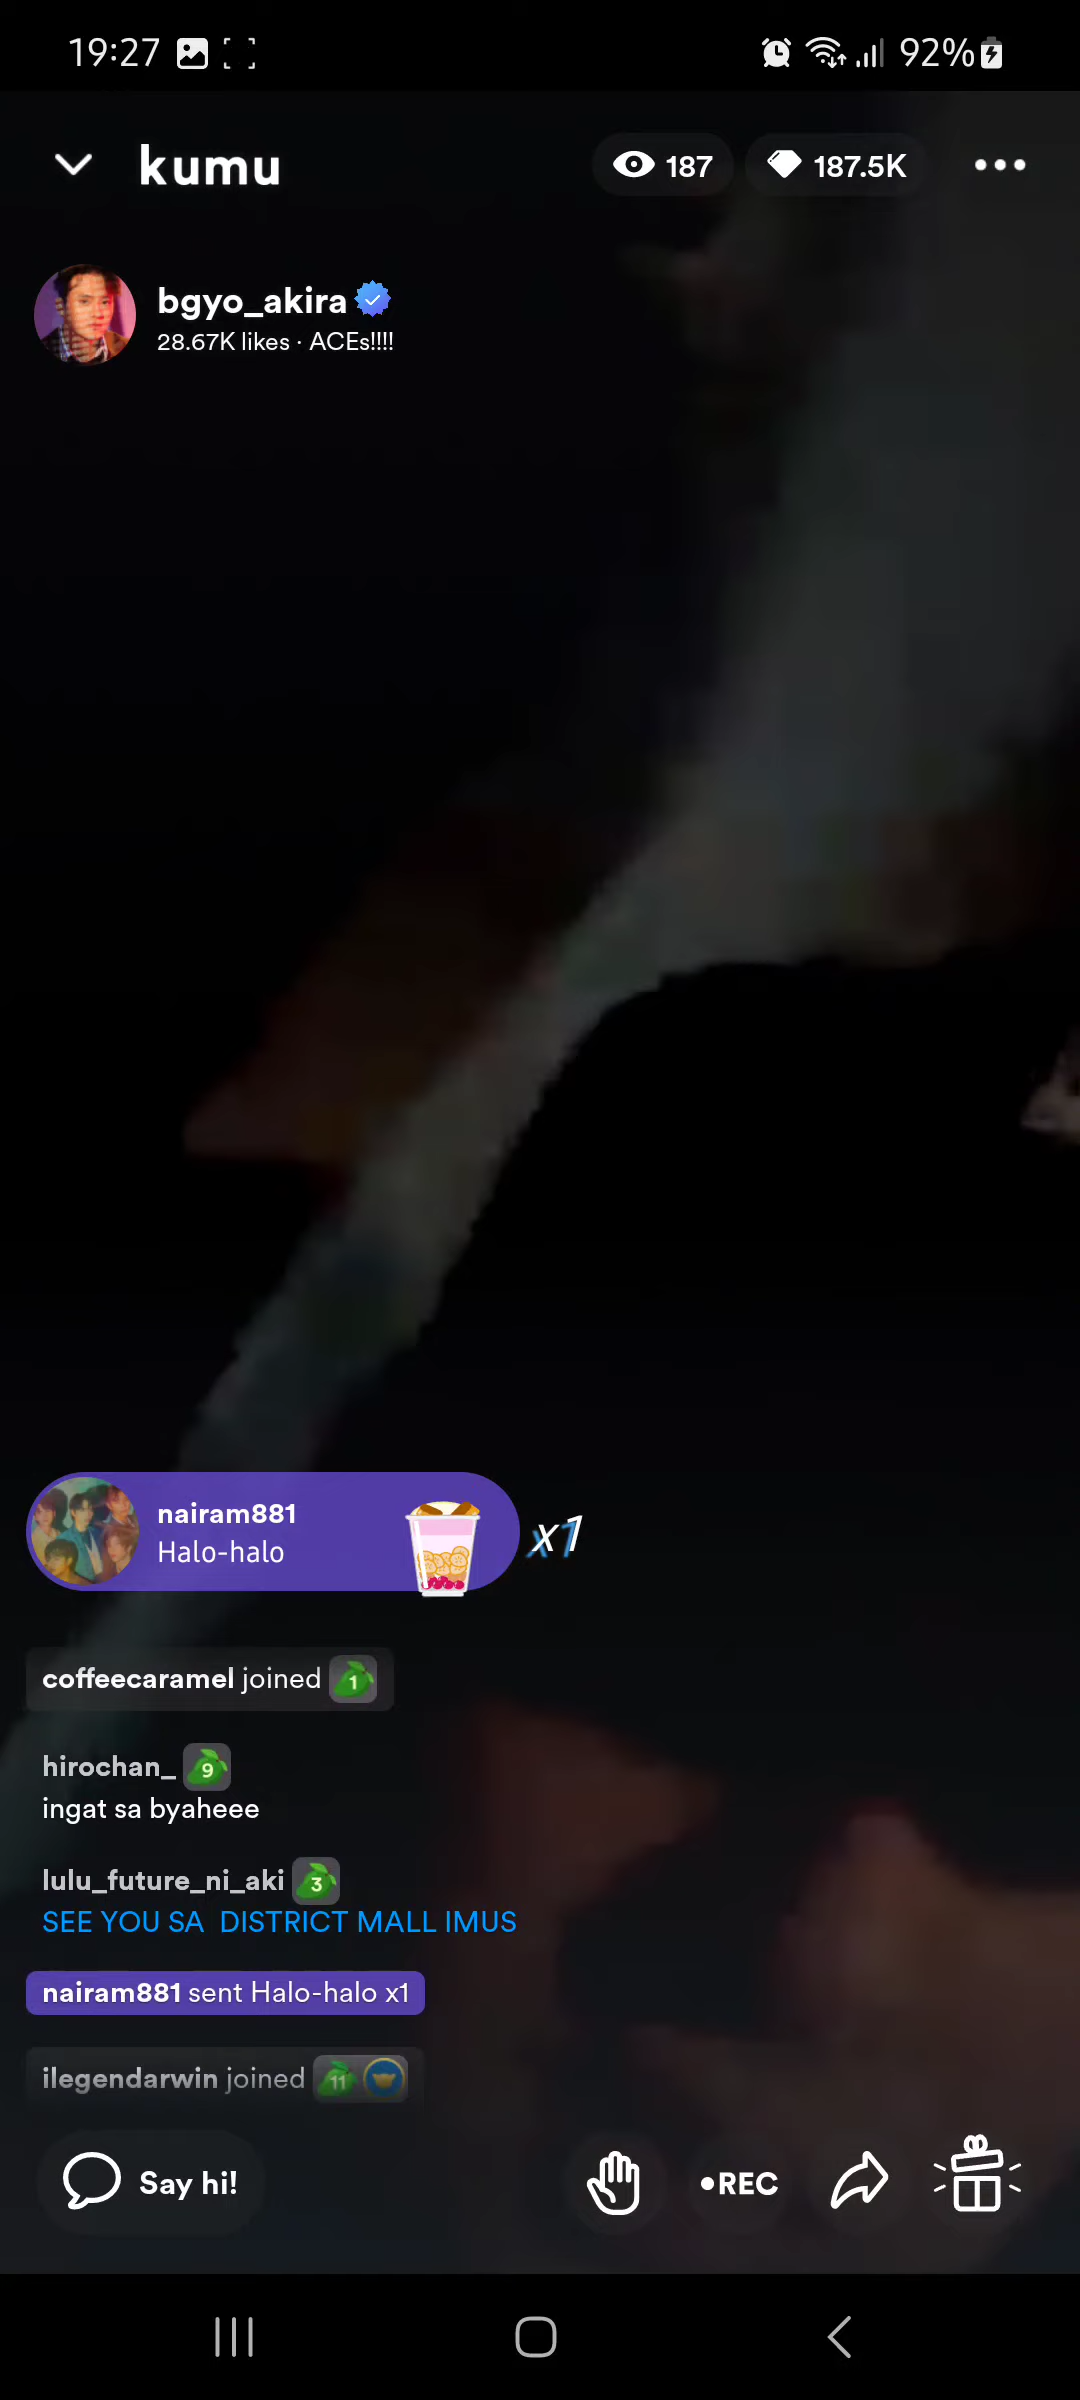 19:27
92%
kumu
187
187.5K
bgyo_akira
28.67K likes · ACEs!!!!
nairam881
Halo-halo
x1
coffeecaramel joined 1
hirochan_ 9
ingat sa byaheee
lulu_future_ni_aki 3
SEE YOU SA DISTRICT MALL IMUS
nairam881 sent Halo-halo x1
ilegendarwin joined 11
Say hi!
•REC